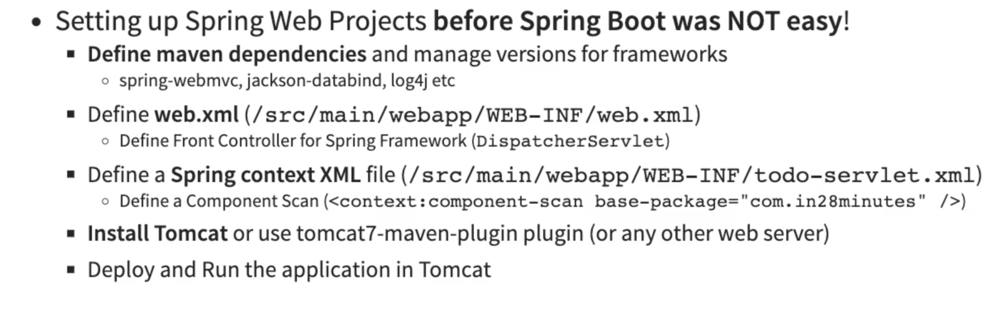 • Setting up Spring Web Projects before Spring Boot was NOT easy!
▪ Define maven dependencies and manage versions for frameworks
○ spring-webmvc, jackson-databind, log4j etc
▪ Define web.xml (/src/main/webapp/WEB-INF/web.xml)
○ Define Front Controller for Spring Framework (DispatcherServlet)
▪ Define a Spring context XML file (/src/main/webapp/WEB-INF/todo-servlet.xml)
○ Define a Component Scan (<context:component-scan base-package="com.in28minutes" />)
▪ Install Tomcat or use tomcat7-maven-plugin plugin (or any other web server)
▪ Deploy and Run the application in Tomcat